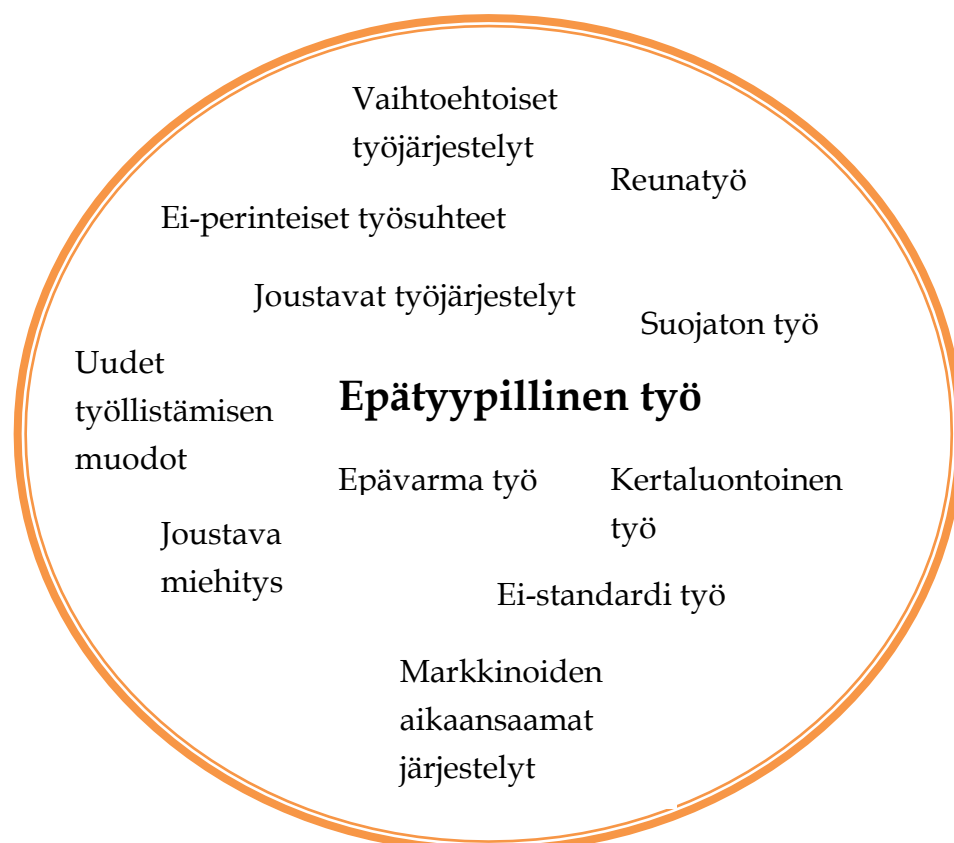 Vaihtoehtoiset
työjärjestelyt
Reunatyö
Ei-perinteiset työsuhteet
Joustavat työjärjestelyt
Suojaton työ
Uudet
työllistämisen
muodot
Epätyypillinen työ
Epävarma työ
Kertaluontoinen
työ
Joustava
miehitys
Ei-standardi työ
Markkinoiden
aikaansaamat
järjestelyt